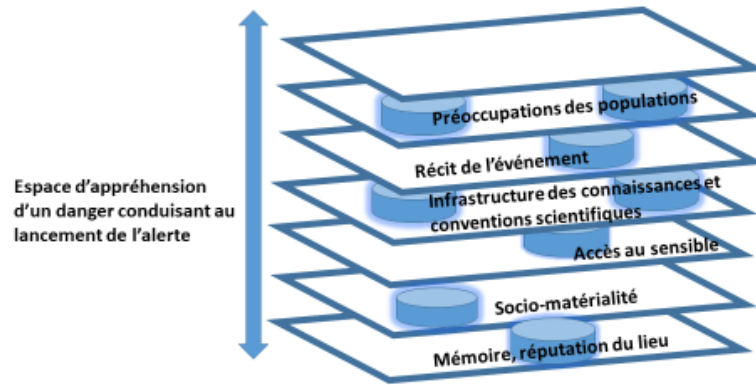 Préoccupations des populations
Récit de l'événement
Espace d'appréhension
d'un danger conduisant au
lancement de l'alerte
Infrastructure des connaissances et
conventions scientifiques
Accès au sensible
Socio-matérialité
Mémoire, réputation du lieu